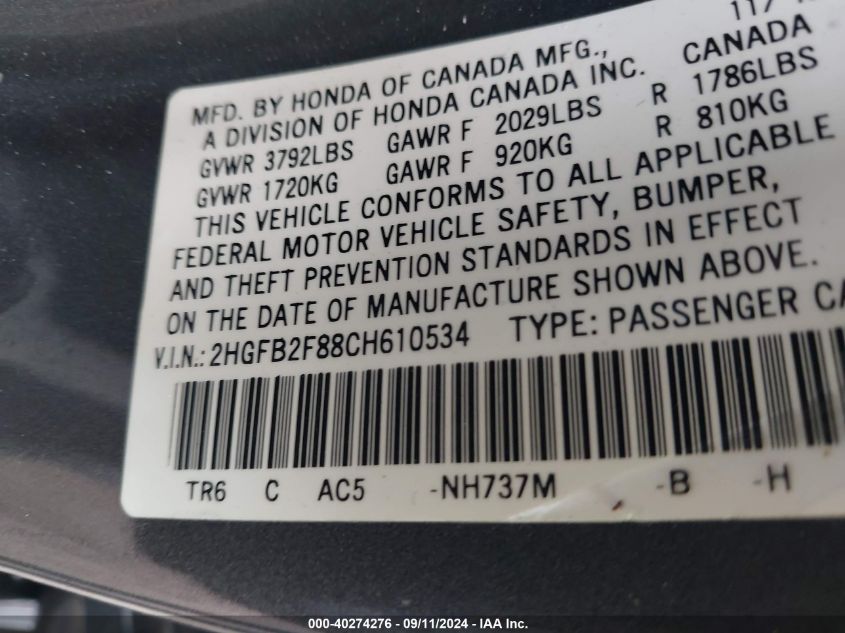 11/
MFD. BY HONDA OF CANADA MFG.,
A DIVISION OF HONDA CANADA INC. CANADA
GVWR 3792LBS GAWR F 2029LBS R 1786LBS
GVWR 1720KG GAWR F 920KG R 810KG
THIS VEHICLE CONFORMS TO ALL APPLICABLE
FEDERAL MOTOR VEHICLE SAFETY, BUMPER,
AND THEFT PREVENTION STANDARDS IN EFFECT
ON THE DATE OF MANUFACTURE SHOWN ABOVE.
V.I.N.: 2HGFB2F88CH610534 TYPE: PASSENGER
TR6 C AC5 -NH737M -B -H
000-40274276 - 09/11/2024 - IAA Inc.